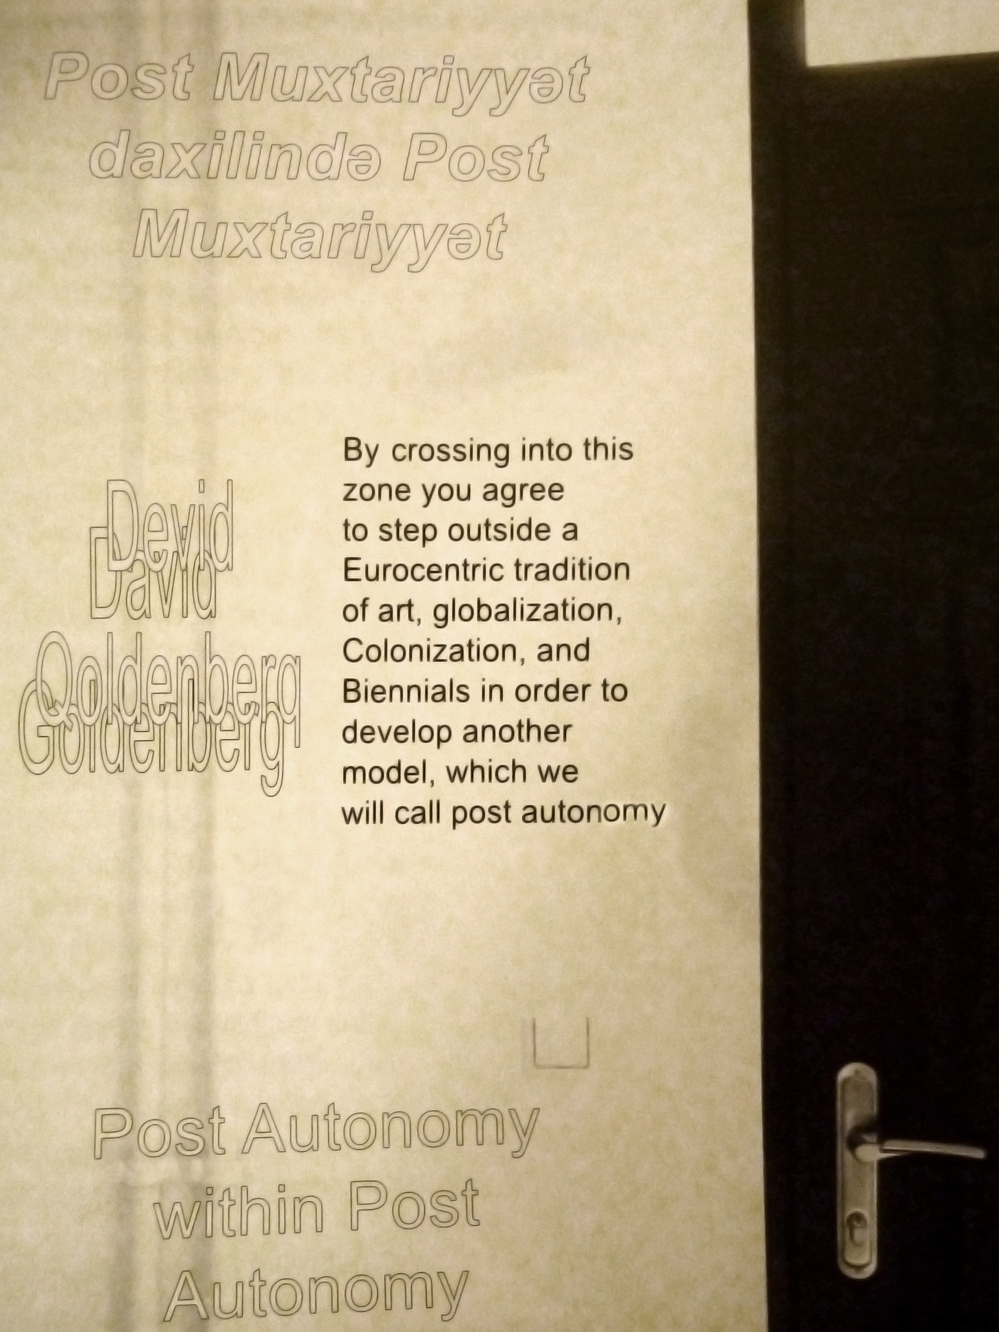 Post Muxtariyyət
daxilində Post
Muxtariyyət
Devid
David
Qoldenberq
Goldenberg
By crossing into this
zone you agree
to step outside a
Eurocentric tradition
of art, globalization,
Colonization, and
Biennials in order to
develop another
model, which we
will call post autonomy
Post Autonomy
within Post
Autonomy